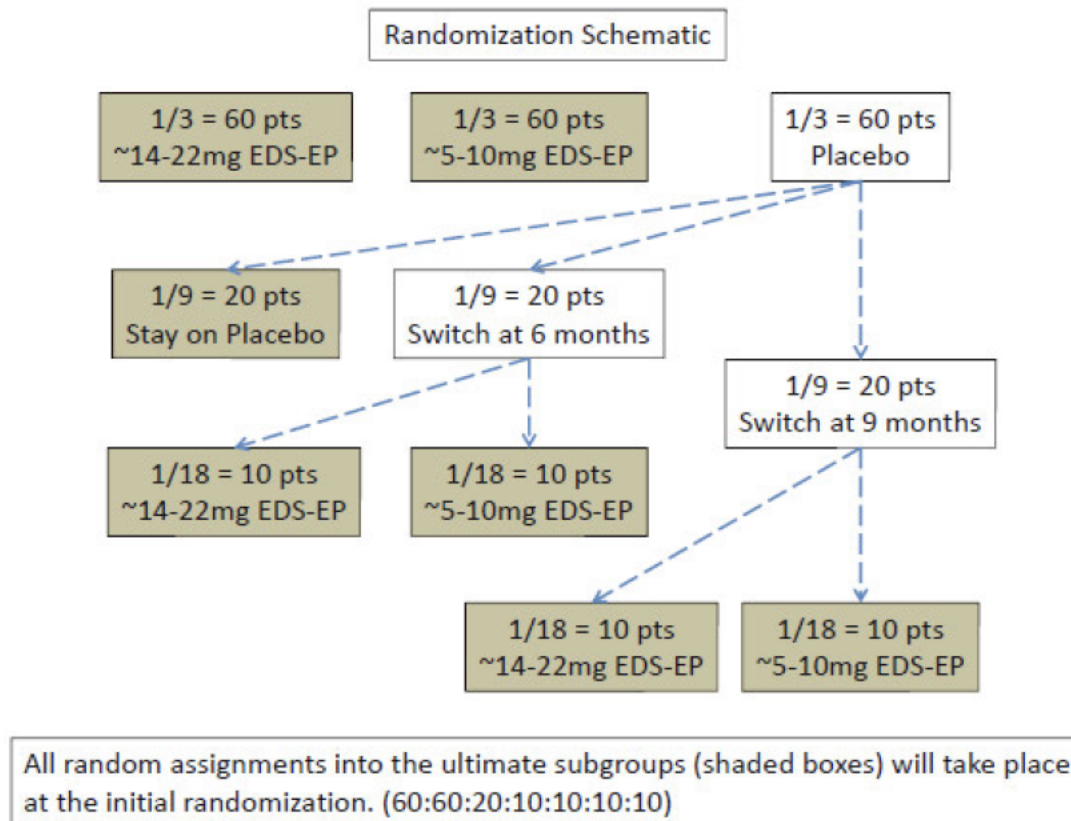 Randomization Schematic
1/3 = 60 pts
~14-22mg EDS-EP
1/3 = 60 pts
~5-10mg EDS-EP
1/3 = 60 pts
Placebo
1/9 = 20 pts
Stay on Placebo
1/9 = 20 pts
Switch at 6 months
1/9 = 20 pts
Switch at 9 months
1/18 = 10 pts
~14-22mg EDS-EP
1/18 = 10 pts
~5-10mg EDS-EP
1/18 = 10 pts
~14-22mg EDS-EP
1/18 = 10 pts
~5-10mg EDS-EP
All random assignments into the ultimate subgroups (shaded boxes) will take place
at the initial randomization. (60:60:20:10:10:10:10)